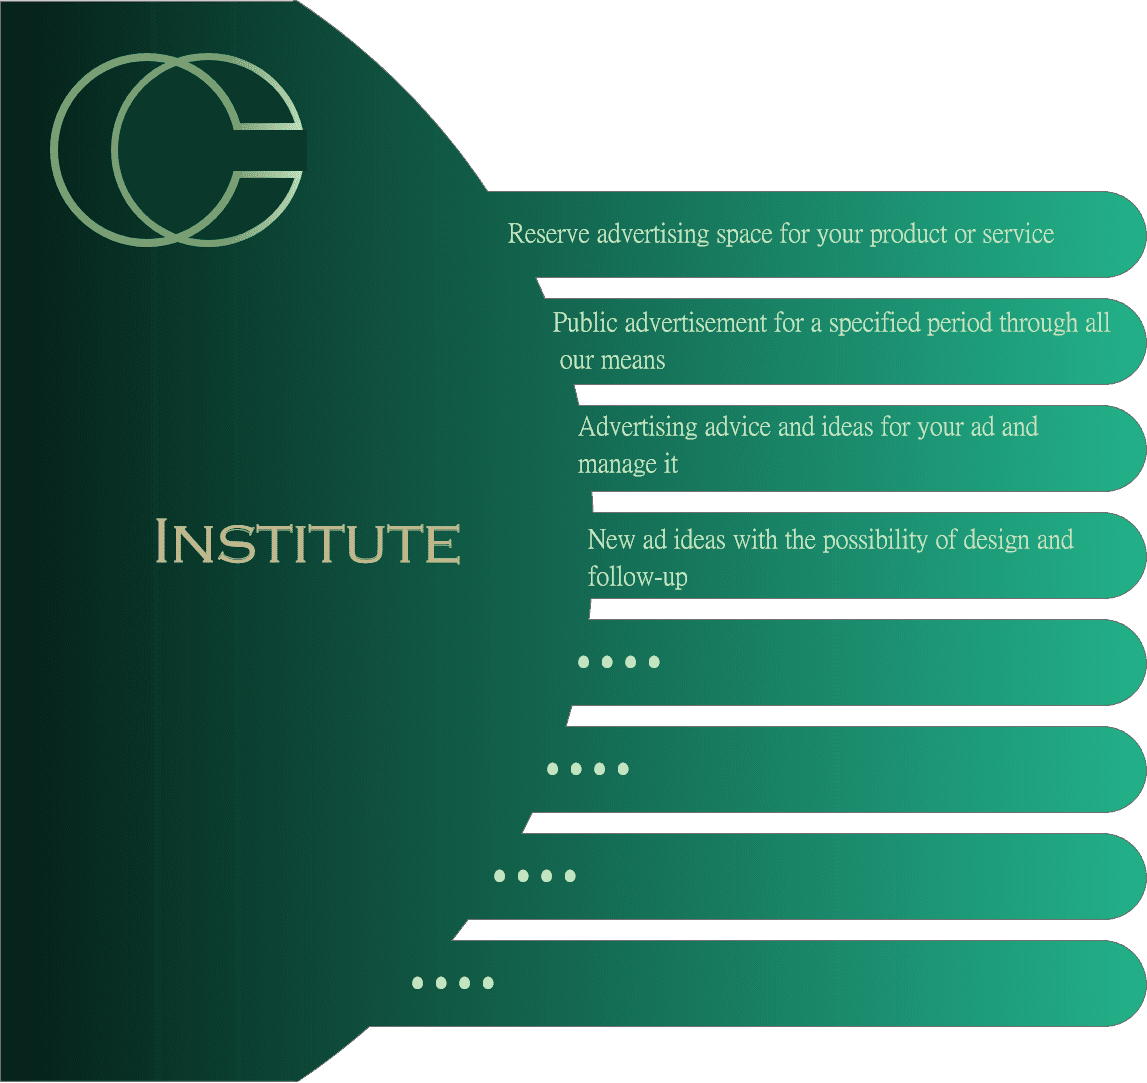 Reserve advertising space for your product or service
Public advertisement for a specified period through all
our means
Advertising advice and ideas for your ad and
manage it
INSTITUTE
New ad ideas with the possibility of design and
follow-up
....
....
....
....